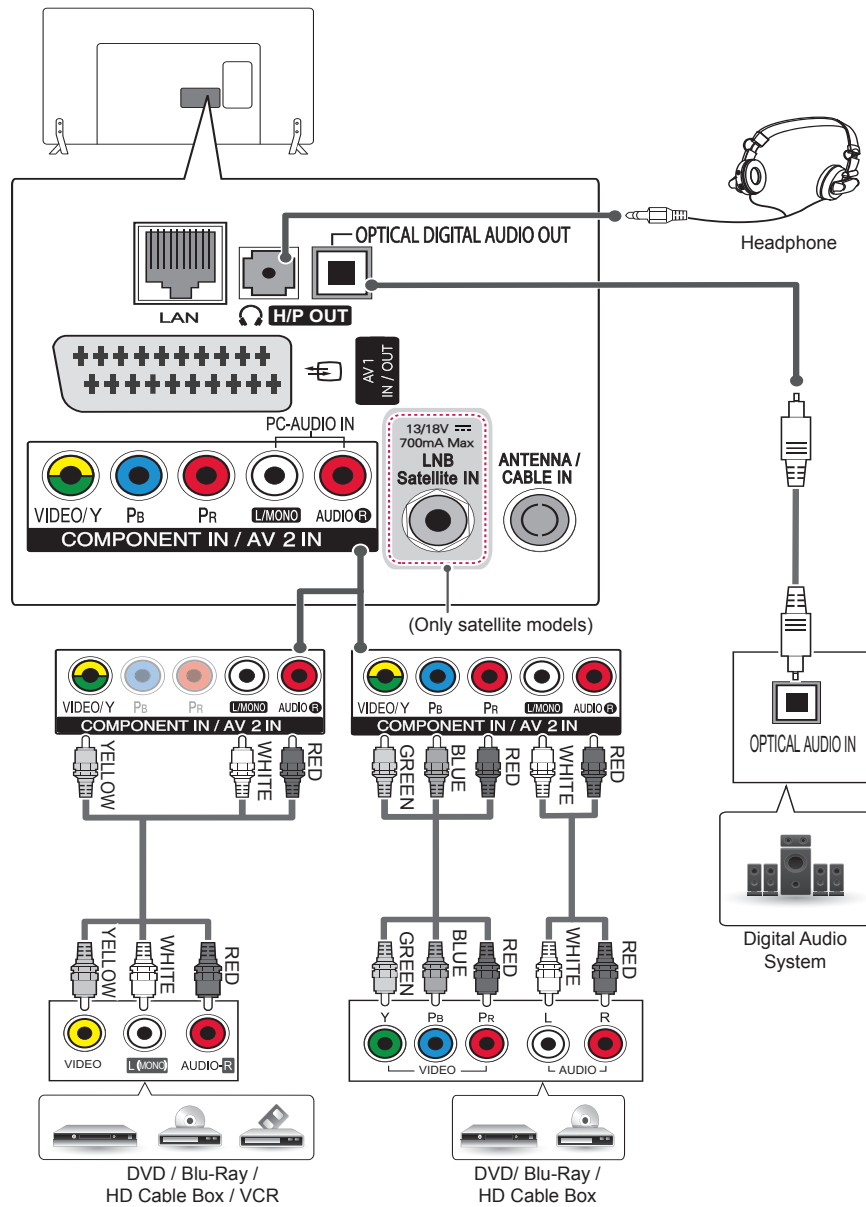 OPTICAL DIGITAL AUDIO OUT
Headphone
LAN
H/P OUT
AV 1
IN / OUT
PC-AUDIO IN
13/18V
700mA Max
LNB
Satellite IN
ANTENNA /
CABLE IN
VIDEO/ Y PB PR L/MONO AUDIO R
COMPONENT IN / AV 2 IN
(Only satellite models)
VIDEO/ Y PB PR L/MONO AUDIO R
COMPONENT IN / AV 2 IN
YELLOW
WHITE
RED
YELLOW
WHITE
RED
VIDEO L(MONO) AUDIO-R
DVD / Blu-Ray /
HD Cable Box / VCR
VIDEO/ Y PB PR L/MONO AUDIO R
COMPONENT IN / AV 2 IN
GREEN
BLUE
RED
WHITE
RED
GREEN
BLUE
RED
WHITE
RED
Y PB PR L R
VIDEO AUDIO
DVD/ Blu-Ray /
HD Cable Box
OPTICAL AUDIO IN
Digital Audio
System